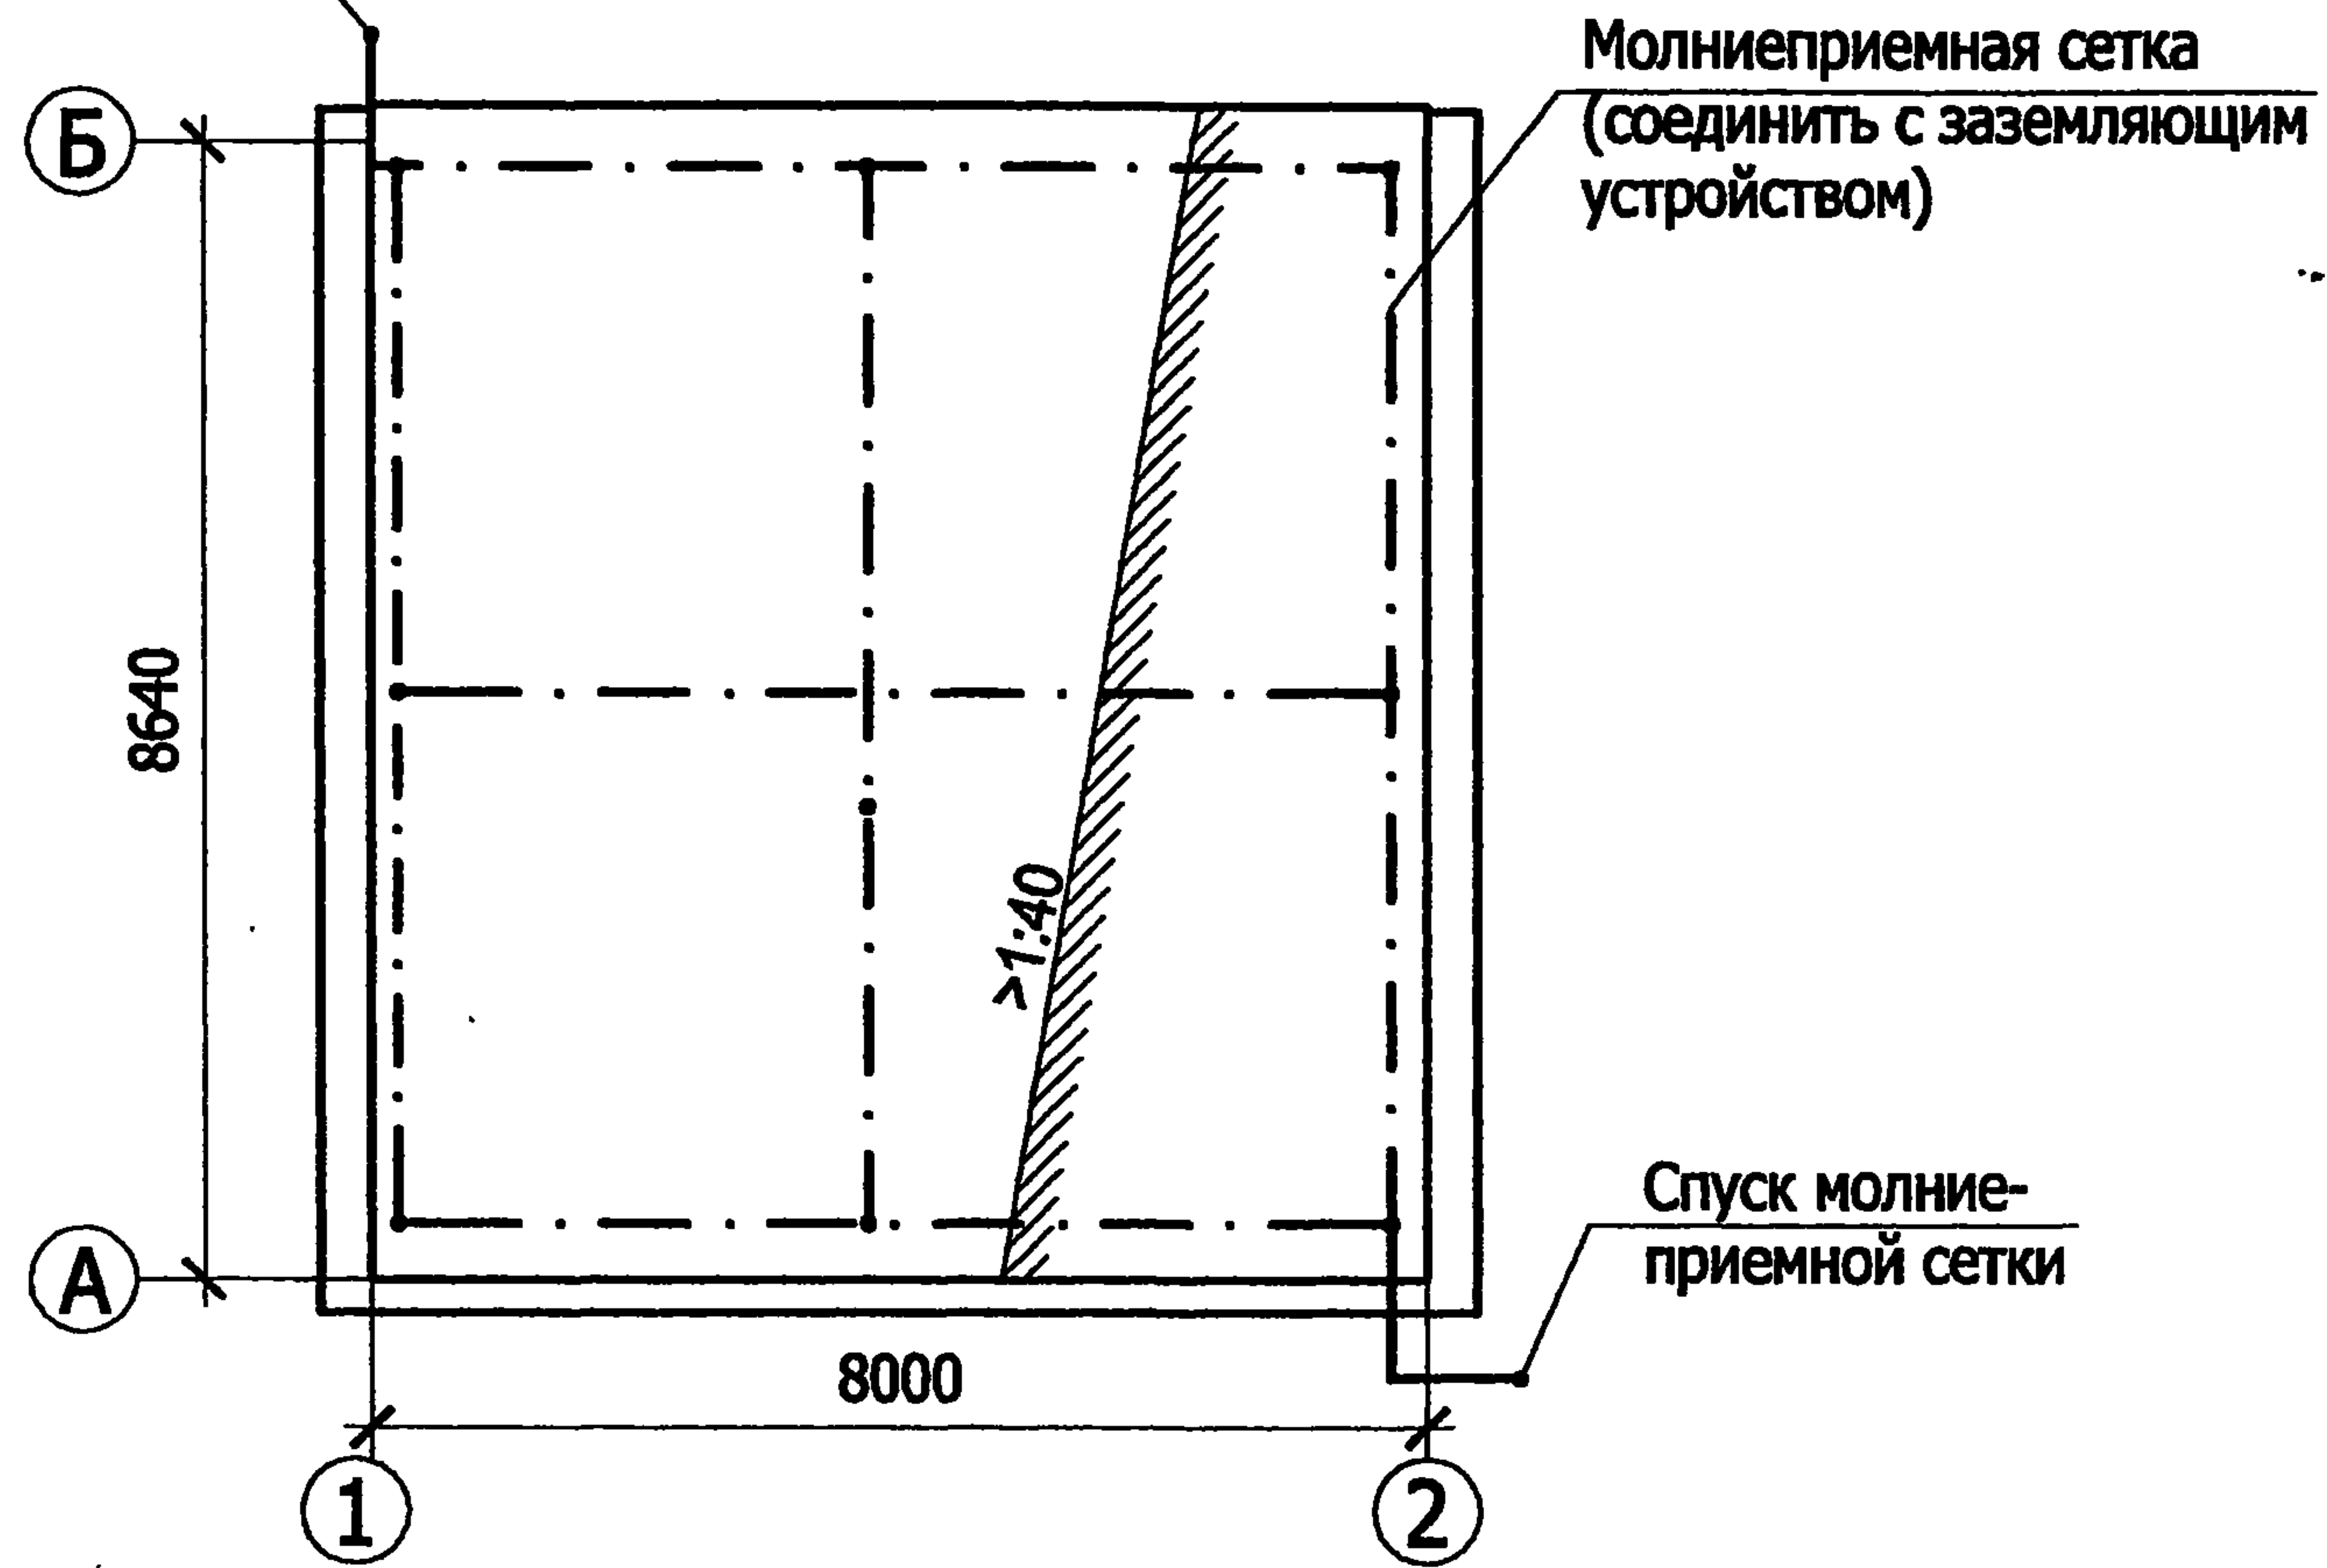 Молниеприемная сетка
(соединить с заземляющим
устройством)
Б
8640
>1:40
Спуск молние-
приемной сетки
А
8000
1
2